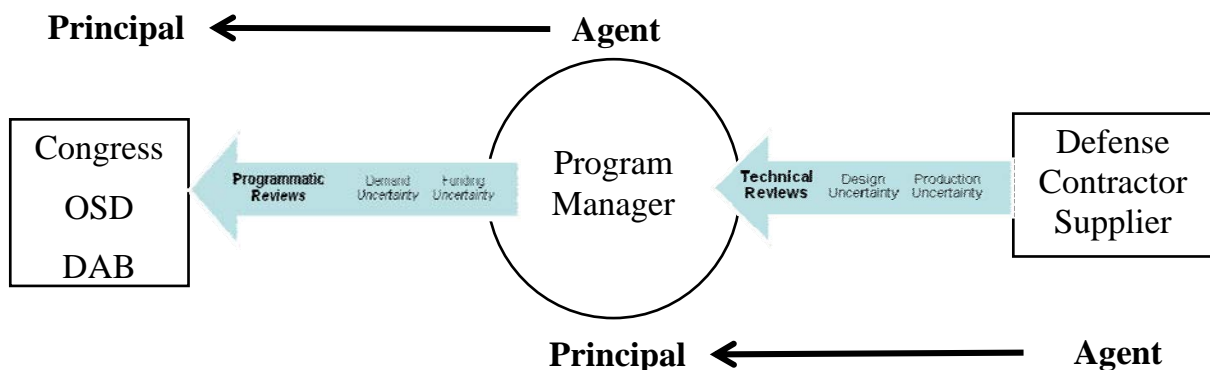 Principal
Agent
Congress
OSD
DAB
Programmatic
Reviews
Demand
Uncertainty
Funding
Uncertainty
Program
Manager
Technical
Reviews
Design
Uncertainty
Production
Uncertainty
Defense
Contractor
Supplier
Principal
Agent